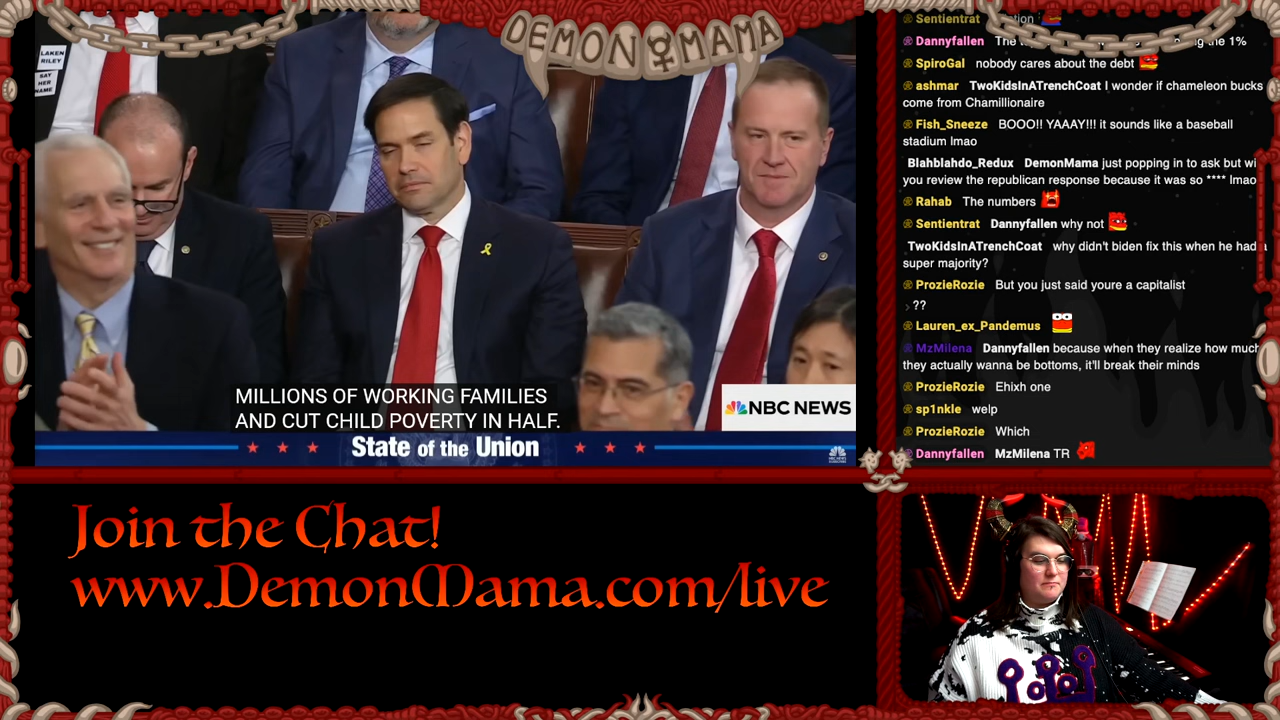 DEMON MAMA
LAKEN
RILEY
SAY
HER
NAME
MILLIONS OF WORKING FAMILIES
AND CUT CHILD POVERTY IN HALF.
NBC NEWS
State of the Union
Sentientrat
Dannyfallen The 1%
SpiroGal nobody cares about the debt
ashmar TwoKidsInATrenchCoat I wonder if chameleon bucks
come from Chamillionaire
Fish_Sneeze BOOO!! YAAAY!!! it sounds like a baseball
stadium lmao
Blahblahdo_Redux DemonMama just popping in to ask but wi
you review the republican response because it was so **** lmao
Rahab The numbers
Sentientrat Dannyfallen why not
TwoKidsInATrenchCoat why didn't biden fix this when he had a
super majority?
ProzieRozie But you just said youre a capitalist
??
Lauren_ex_Pandemus
MzMilena Dannyfallen because when they realize how much
they actually wanna be bottoms, it'll break their minds
ProzieRozie Ehixh one
sp1nkle welp
ProzieRozie Which
Dannyfallen MzMilena TR
Join the Chat!
www.DemonMama.com/live